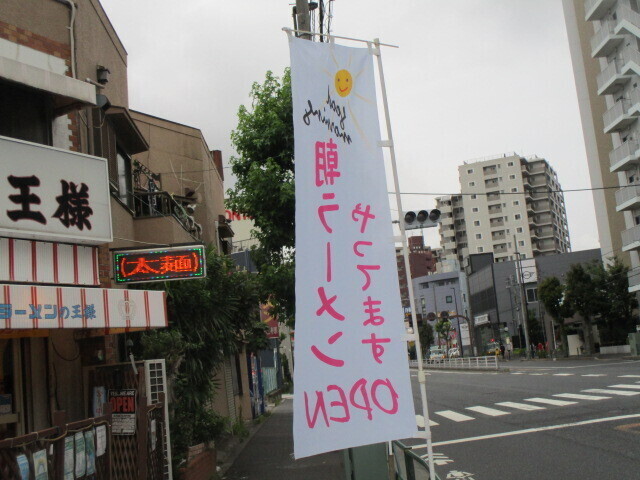 good
morning
朝ラーメン
やってます
OPEN
王様
(太麺)
ラーメンの王様
OPEN